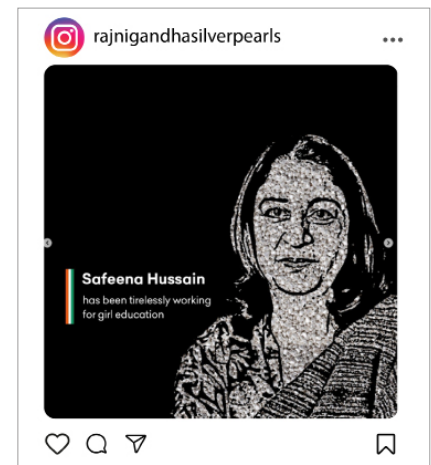 rajnigandhasilverpearls
Safeena Hussain
has been tirelessly working
for girl education